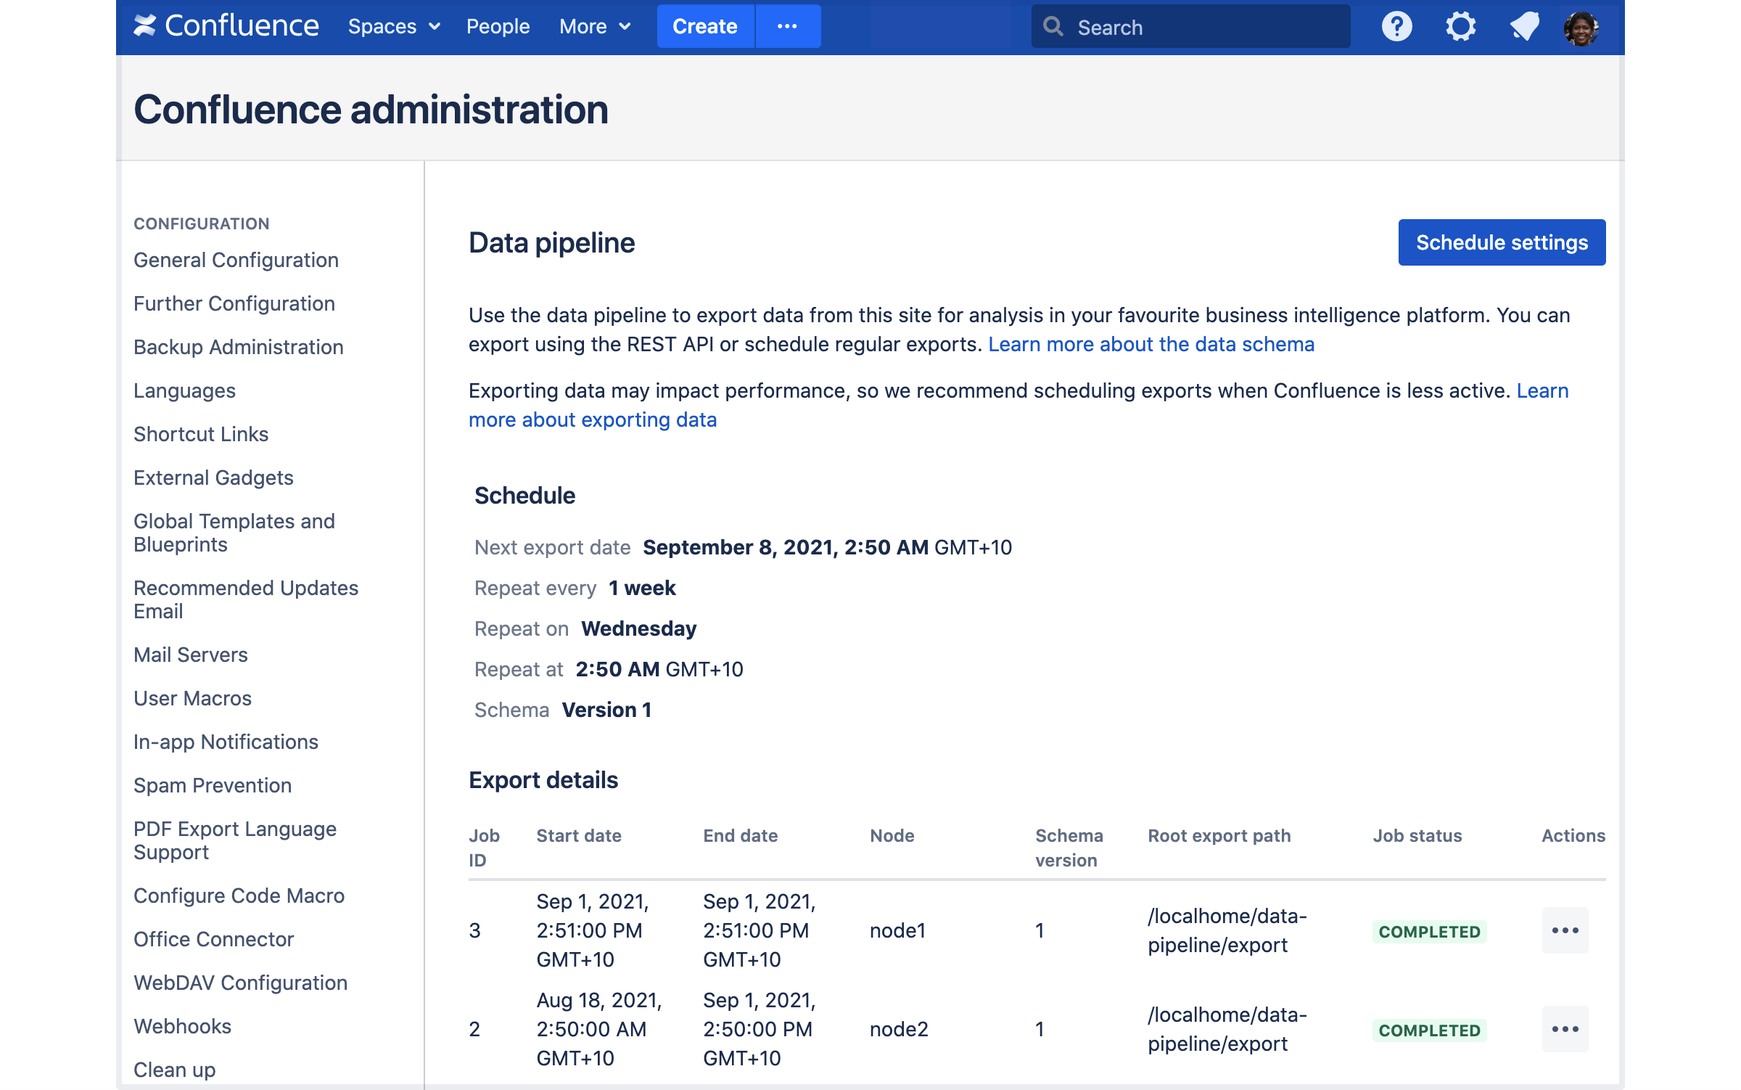 Confluence
Spaces
People
More
Create
Search
Confluence administration
CONFIGURATION
General Configuration
Further Configuration
Backup Administration
Languages
Shortcut Links
External Gadgets
Global Templates and
Blueprints
Recommended Updates
Email
Mail Servers
User Macros
In-app Notifications
Spam Prevention
PDF Export Language
Support
Configure Code Macro
Office Connector
WebDAV Configuration
Webhooks
Clean up
Data pipeline
Schedule settings
Use the data pipeline to export data from this site for analysis in your favourite business intelligence platform. You can
export using the REST API or schedule regular exports. Learn more about the data schema
Exporting data may impact performance, so we recommend scheduling exports when Confluence is less active. Learn
more about exporting data
Schedule
Next export date September 8, 2021, 2:50 AM GMT+10
Repeat every 1 week
Repeat on Wednesday
Repeat at 2:50 AM GMT+10
Schema Version 1
Export details
Job
ID
Start date
End date
Node
Schema
version
Root export path
Job status
Actions
3
Sep 1, 2021,
2:51:00 PM
GMT+10
Sep 1, 2021,
2:51:00 PM
GMT+10
node1
1
/localhome/data-
pipeline/export
COMPLETED
2
Aug 18, 2021,
2:50:00 AM
GMT+10
Sep 1, 2021,
2:50:00 PM
GMT+10
node2
1
/localhome/data-
pipeline/export
COMPLETED